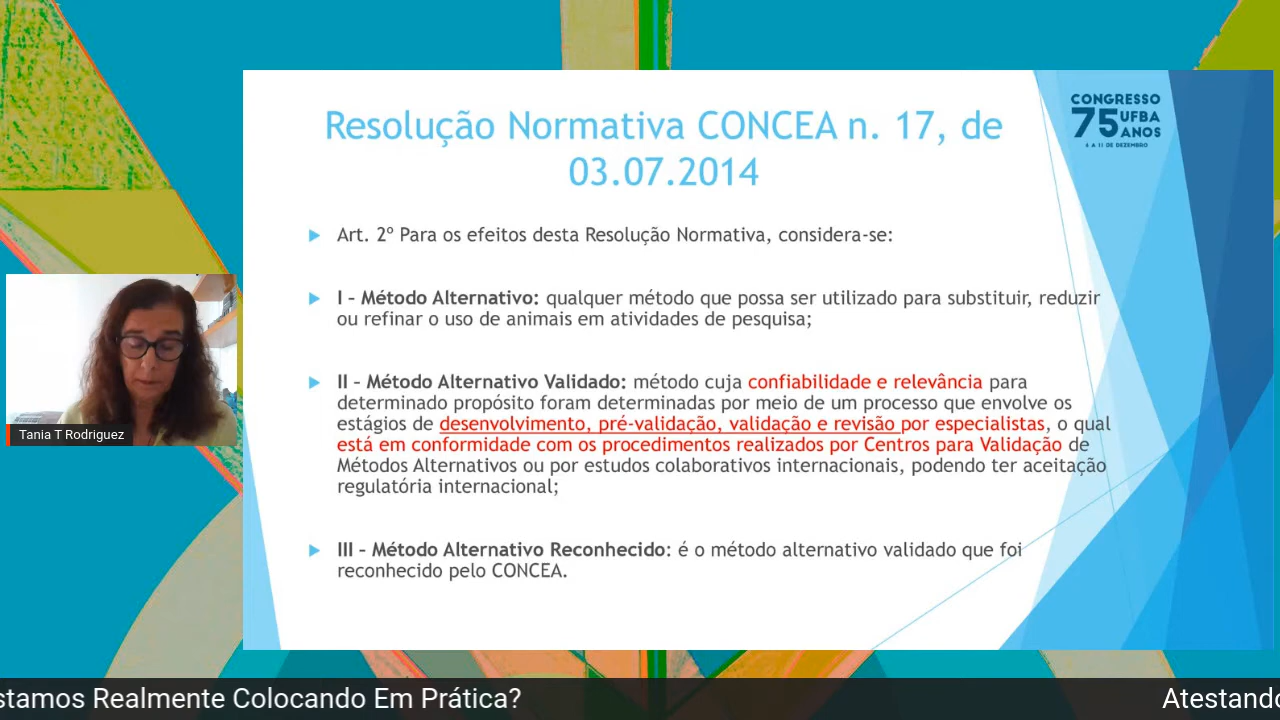 Resolução Normativa CONCEA n. 17, de
03.07.2014
CONGRESSO
75 UFBA
ANOS
4 A 11 DE DEZEMBRO
Art. 2º Para os efeitos desta Resolução Normativa, considera-se:
I – Método Alternativo: qualquer método que possa ser utilizado para substituir, reduzir
ou refinar o uso de animais em atividades de pesquisa;
II – Método Alternativo Validado: método cuja confiabilidade e relevância para
determinado propósito foram determinadas por meio de um processo que envolve os
estágios de desenvolvimento, pré-validação, validação e revisão por especialistas, o qual
está em conformidade com os procedimentos realizados por Centros para Validação de
Métodos Alternativos ou por estudos colaborativos internacionais, podendo ter aceitação
regulatória internacional;
III – Método Alternativo Reconhecido: é o método alternativo validado que foi
reconhecido pelo CONCEA.
Tania T Rodriguez
stamos Realmente Colocando Em Prática?
Atestando